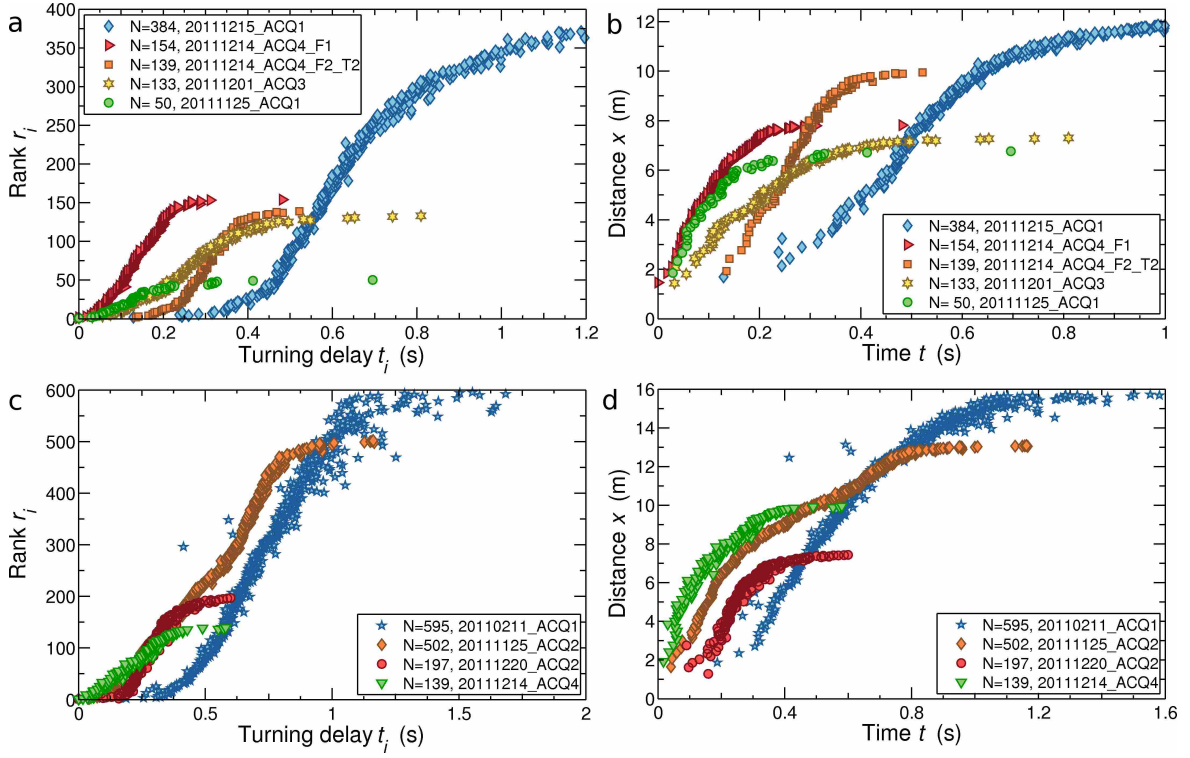 a
400
350
300
250
200
150
100
50
0
Rank r_i
N=384, 20111215_ACQ1
N=154, 20111214_ACQ4_F1
N=139, 20111214_ACQ4_F2_T2
N=133, 20111201_ACQ3
N= 50, 20111125_ACQ1
0 0.2 0.4 0.6 0.8 1.0 1.2
Turning delay t_i (s)
b
12
10
8
6
4
2
0
Distance x (m)
N=384, 20111215_ACQ1
N=154, 20111214_ACQ4_F1
N=139, 20111214_ACQ4_F2_T2
N=133, 20111201_ACQ3
N= 50, 20111125_ACQ1
0 0.2 0.4 0.6 0.8 1
Time t (s)
c
600
500
400
300
200
100
0
Rank r_i
N=595, 20110211_ACQ1
N=502, 20111125_ACQ2
N=197, 20111220_ACQ2
N=139, 20111214_ACQ4
0 0.5 1 1.5 2
Turning delay t_i (s)
d
16
14
12
10
8
6
4
2
0
Distance x (m)
N=595, 20110211_ACQ1
N=502, 20111125_ACQ2
N=197, 20111220_ACQ2
N=139, 20111214_ACQ4
0 0.4 0.8 1.2 1.6
Time t (s)